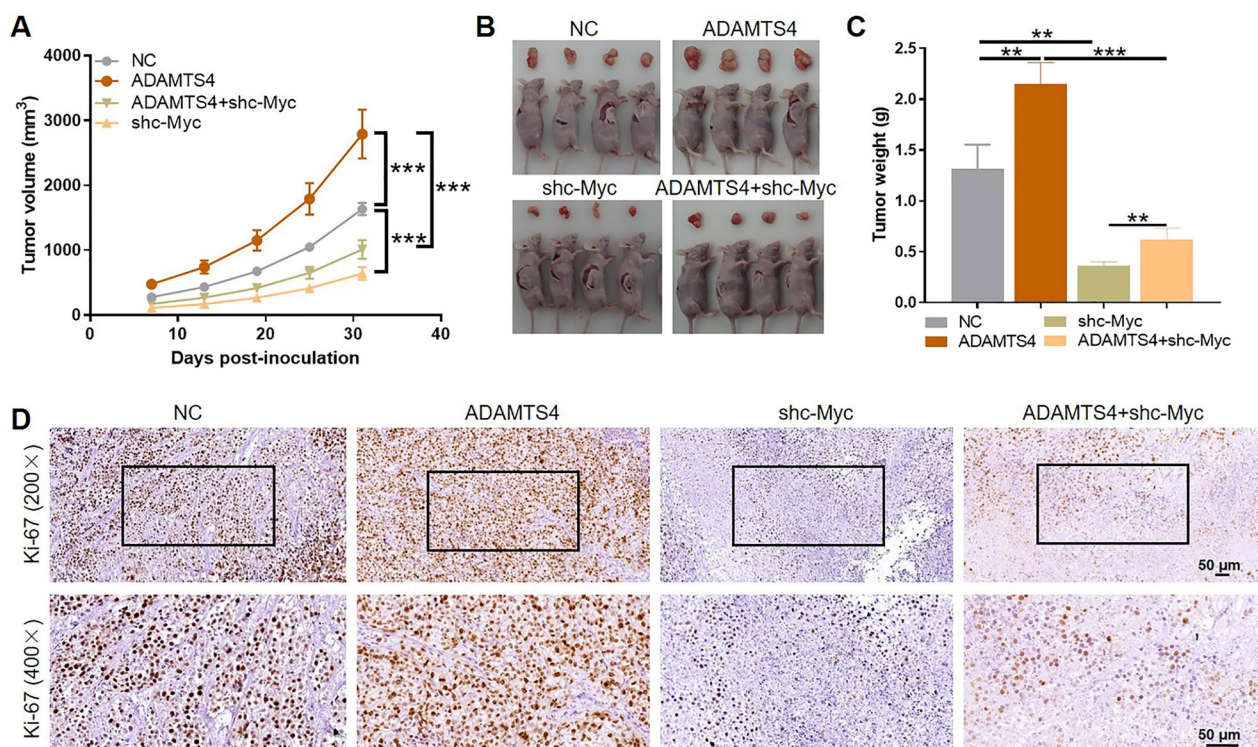 A
Tumor volume (mm³)
4000
3000
2000
1000
0
0 10 20 30 40
Days post-inoculation
NC
ADAMTS4
ADAMTS4+shc-Myc
shc-Myc
***
***
***
B
NC ADAMTS4
shc-Myc ADAMTS4+shc-Myc
C
Tumor weight (g)
2.5
2.0
1.5
1.0
0.5
0.0
**
** ***
**
NC shc-Myc
ADAMTS4 ADAMTS4+shc-Myc
D
NC ADAMTS4 shc-Myc ADAMTS4+shc-Myc
Ki-67 (200×)
50 μm
Ki-67 (400×)
50 μm